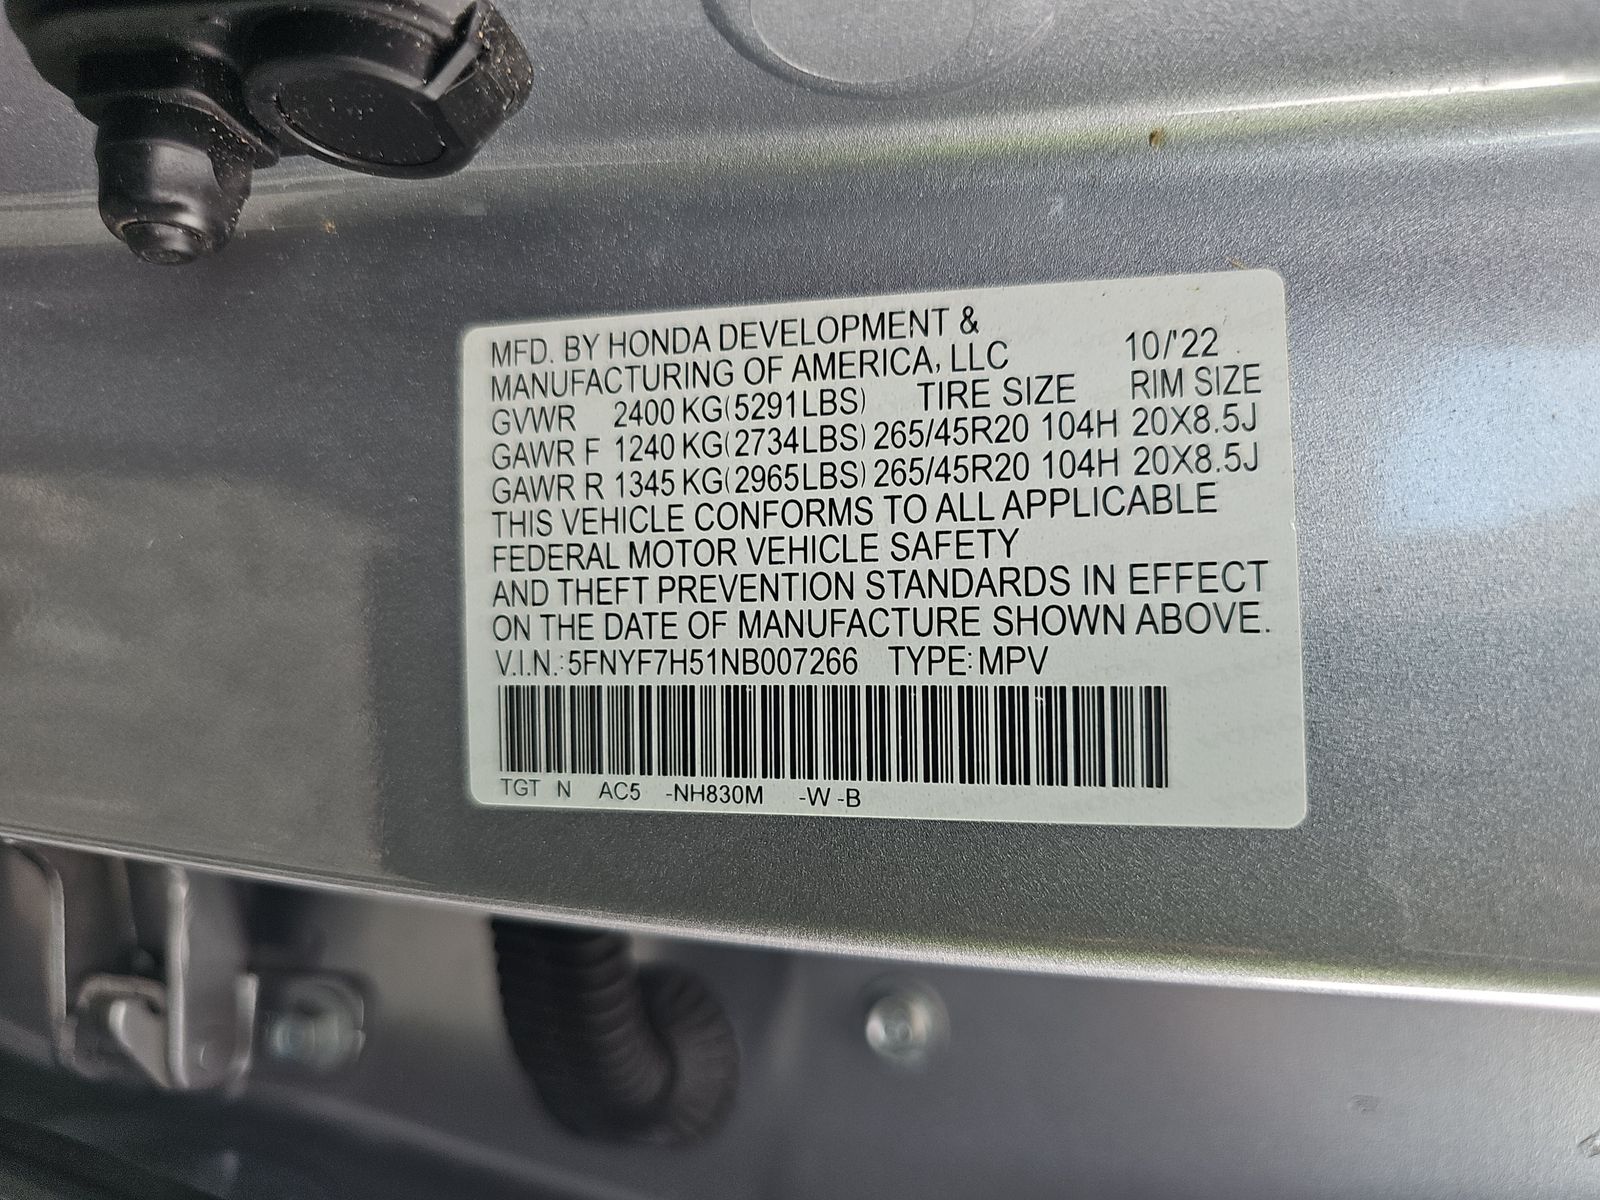 MFD. BY HONDA DEVELOPMENT &
MANUFACTURING OF AMERICA, LLC 10/'22
GVWR 2400 KG(5291LBS) TIRE SIZE RIM SIZE
GAWR F 1240 KG(2734LBS) 265/45R20 104H 20X8.5J
GAWR R 1345 KG(2965LBS) 265/45R20 104H 20X8.5J
THIS VEHICLE CONFORMS TO ALL APPLICABLE
FEDERAL MOTOR VEHICLE SAFETY
AND THEFT PREVENTION STANDARDS IN EFFECT
ON THE DATE OF MANUFACTURE SHOWN ABOVE.
V.I.N.: 5FNYF7H51NB007266 TYPE: MPV
TGT N AC5 -NH830M -W -B